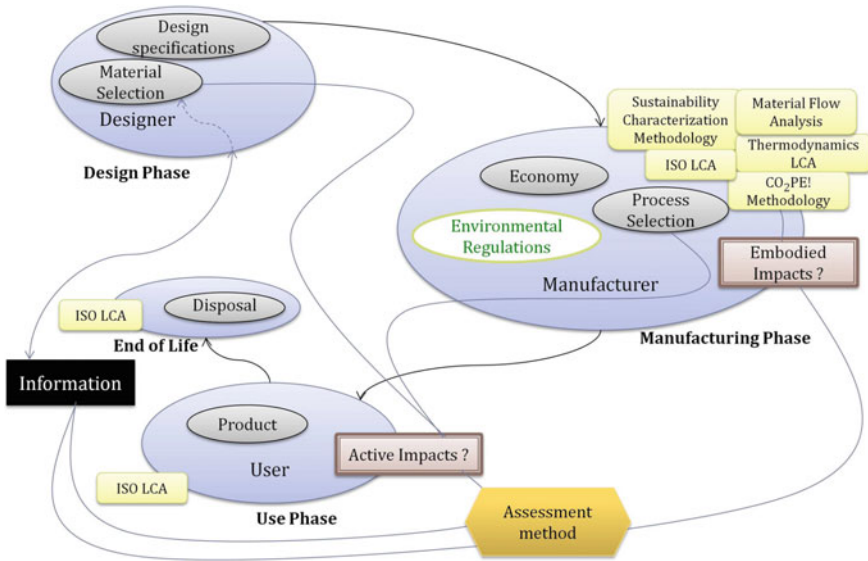 Design
specifications
Material
Selection
Designer
Design Phase
Sustainability
Characterization
Methodology
Material Flow
Analysis
ISO LCA
Thermodynamics
LCA
CO₂PE!
Methodology
Economy
Process
Selection
Environmental
Regulations
Manufacturer
Embodied
Impacts ?
Manufacturing Phase
ISO LCA
Disposal
End of Life
Information
Product
User
Active Impacts ?
ISO LCA
Use Phase
Assessment
method